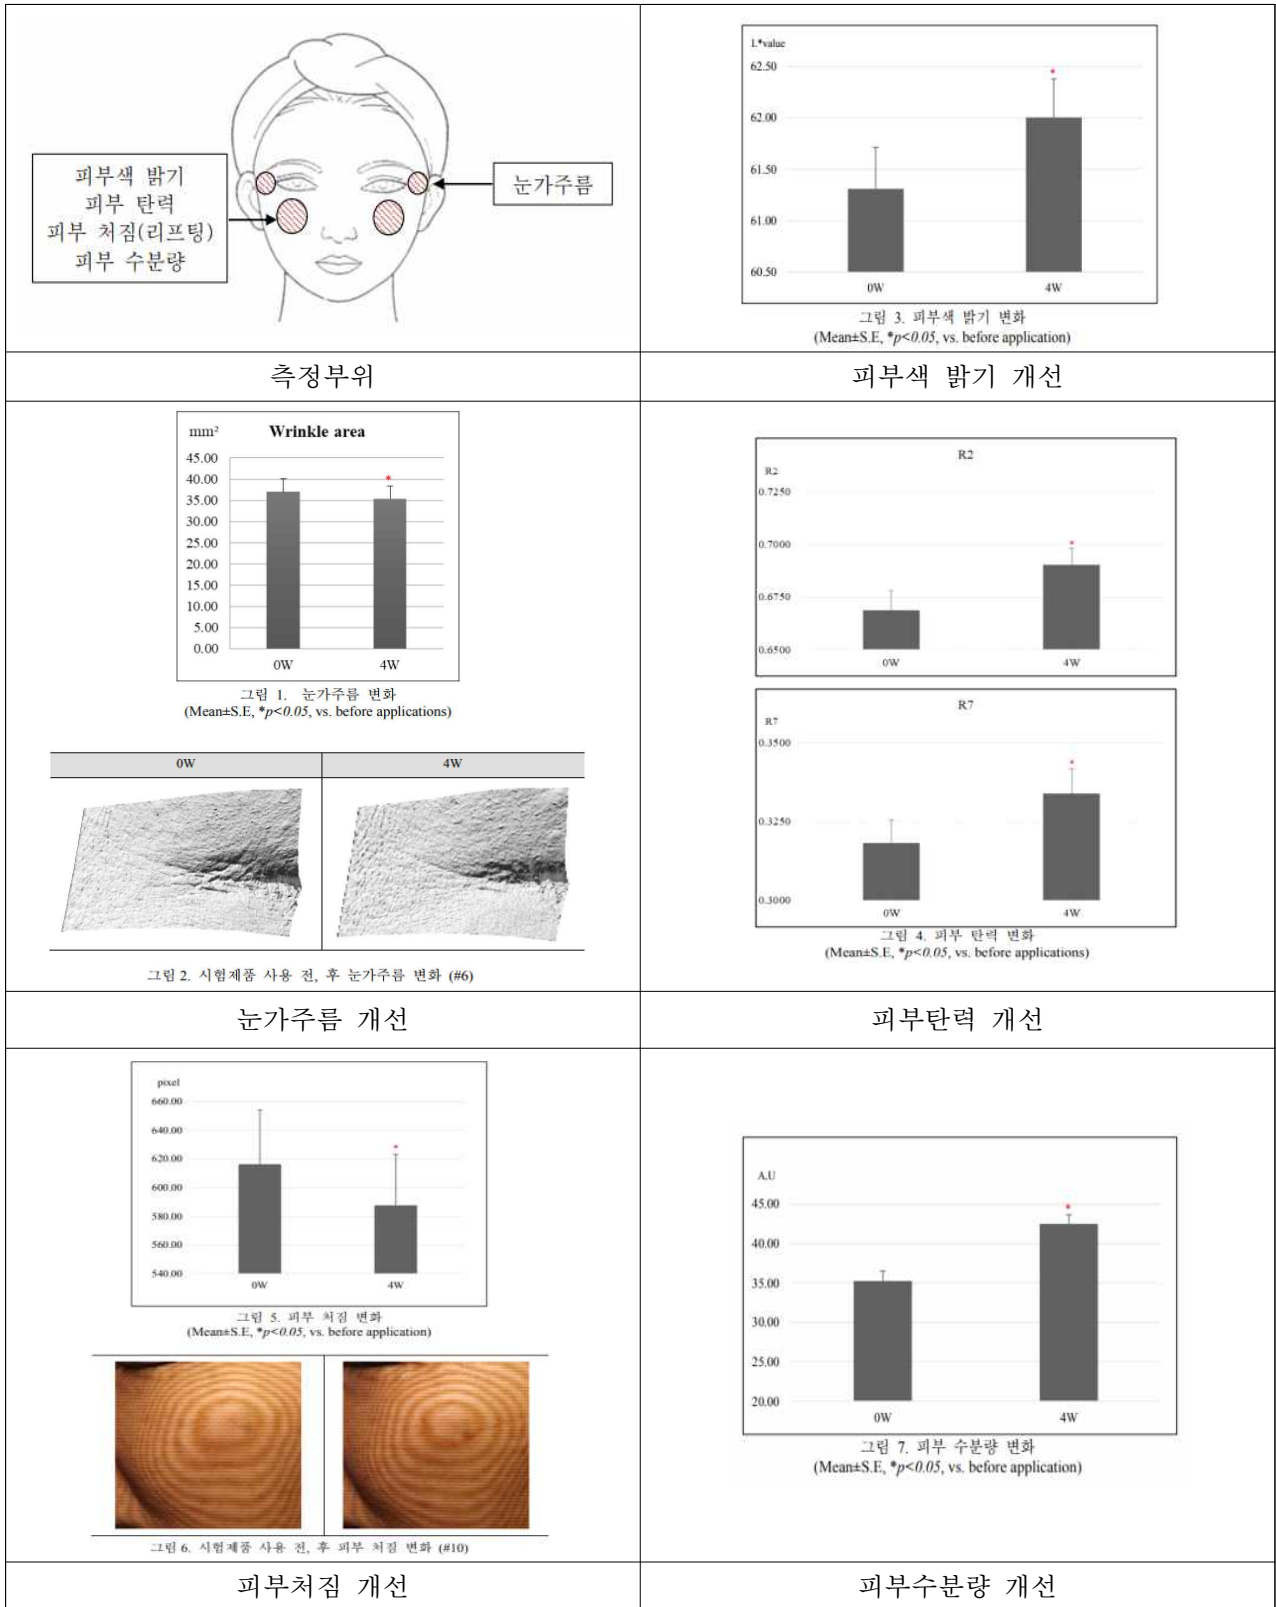 피부색 밝기
피부 탄력
피부 처짐(리프팅)
피부 수분량
눈가주름
측정부위
L*value
62.50
62.00
61.50
61.00
60.50
0W
4W
*
그림 3. 피부색 밝기 변화
(Mean±S.E, *p<0.05, vs. before application)
피부색 밝기 개선
mm²
Wrinkle area
45.00
40.00
35.00
30.00
25.00
20.00
15.00
10.00
5.00
0.00
0W
4W
*
그림 1. 눈가주름 변화
(Mean±S.E, *p<0.05, vs. before applications)
0W
4W
그림 2. 시험제품 사용 전, 후 눈가주름 변화 (#6)
눈가주름 개선
R2
R2
0.7250
0.7000
0.6750
0.6500
0W
4W
*
R7
R7
0.3500
0.3250
0.3000
0W
4W
*
그림 4. 피부 탄력 변화
(Mean±S.E, *p<0.05, vs. before applications)
피부탄력 개선
pixel
660.00
640.00
620.00
600.00
580.00
560.00
540.00
0W
4W
*
그림 5. 피부 처짐 변화
(Mean±S.E, *p<0.05, vs. before application)
그림 6. 시험제품 사용 전, 후 피부 처짐 변화 (#10)
피부처짐 개선
A.U
45.00
40.00
35.00
30.00
25.00
20.00
0W
4W
*
그림 7. 피부 수분량 변화
(Mean±S.E, *p<0.05, vs. before application)
피부수분량 개선